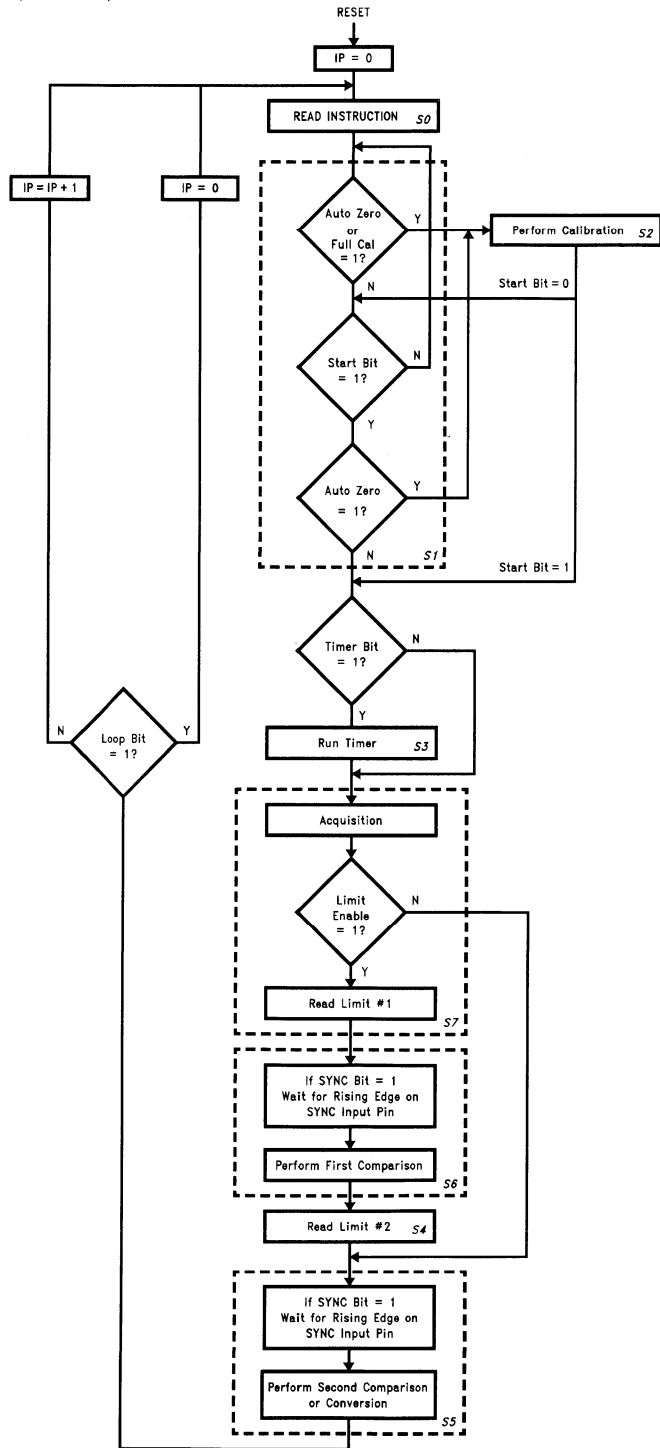 RESET
IP = 0
READ INSTRUCTION S0
IP = IP + 1
IP = 0
Auto Zero
or
Full Cal
= 1?
Y
Perform Calibration S2
N
Start Bit = 0
Start Bit
= 1?
N
Y
Auto Zero
= 1?
Y
N
S1
Start Bit = 1
Timer Bit
= 1?
N
Y
Loop Bit
= 1?
N
Y
Run Timer S3
Acquisition
Limit
Enable
= 1?
N
Y
Read Limit #1
S7
If SYNC Bit = 1
Wait for Rising Edge on
SYNC Input Pin
Perform First Comparison
S6
Read Limit #2 S4
If SYNC Bit = 1
Wait for Rising Edge on
SYNC Input Pin
Perform Second Comparison
or Conversion
S5